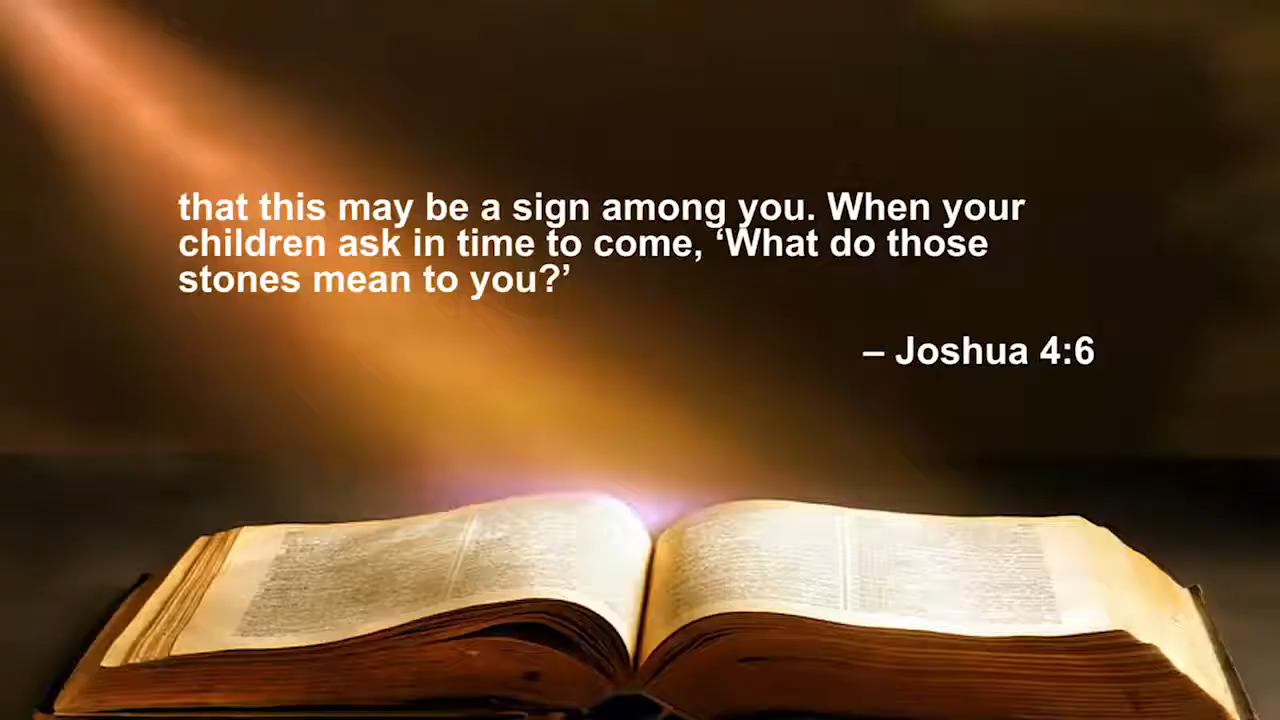 that this may be a sign among you. When your
children ask in time to come, ‘What do those
stones mean to you?’
– Joshua 4:6